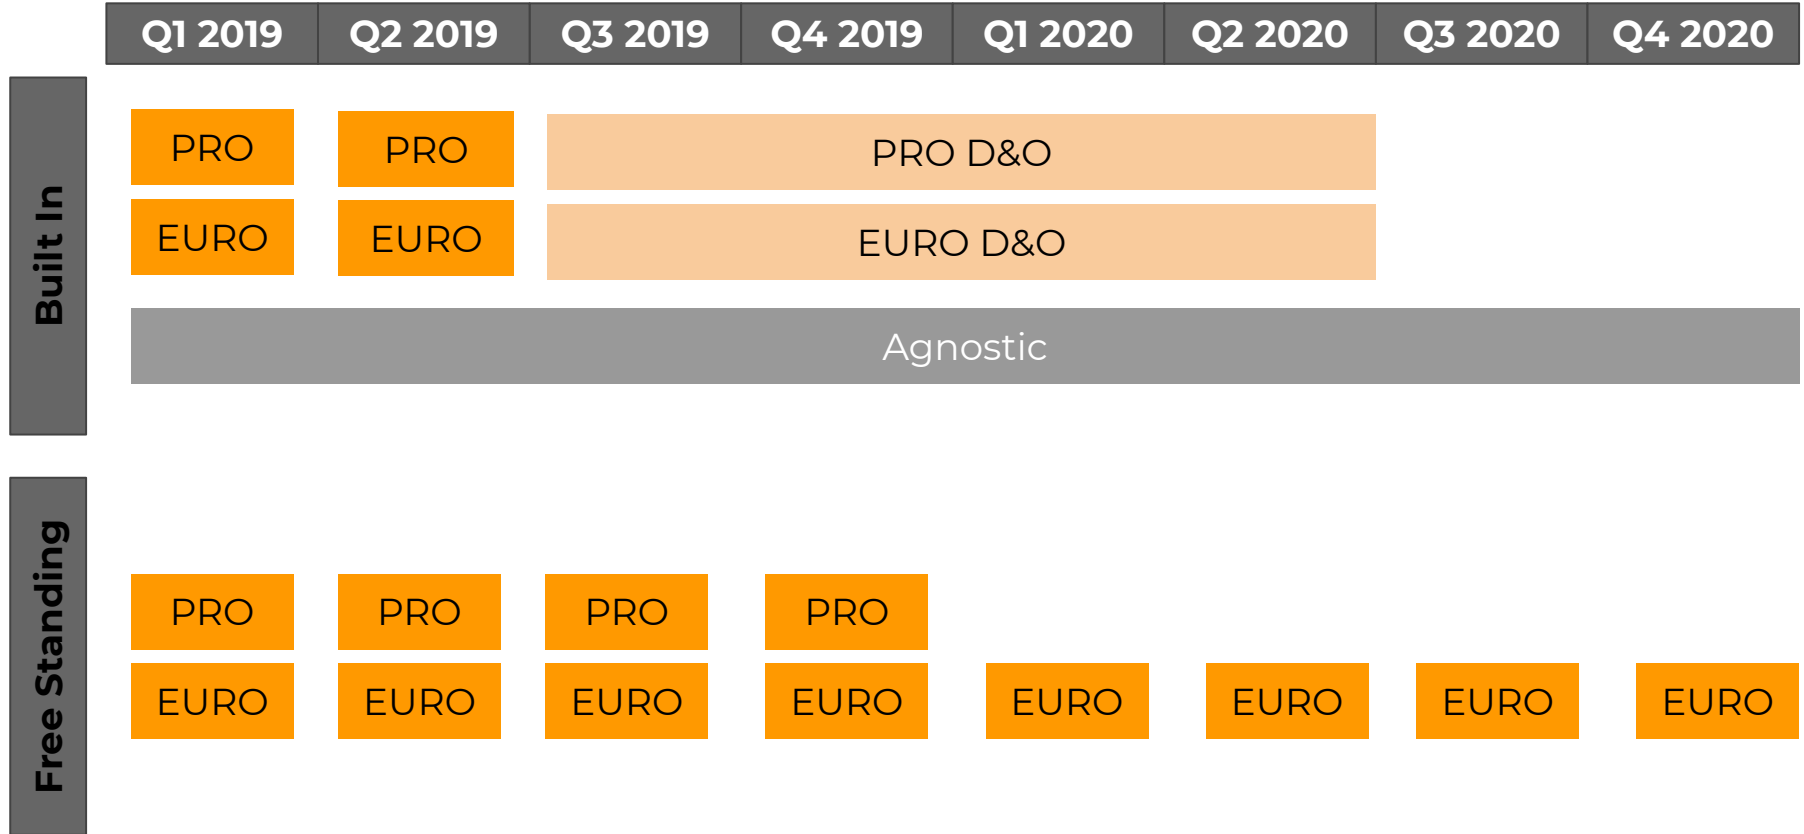 Q1 2019 Q2 2019 Q3 2019 Q4 2019 Q1 2020 Q2 2020 Q3 2020 Q4 2020
Built In
PRO PRO PRO D&O
EURO EURO EURO D&O
Agnostic
Free Standing
PRO PRO PRO PRO
EURO EURO EURO EURO EURO EURO EURO EURO